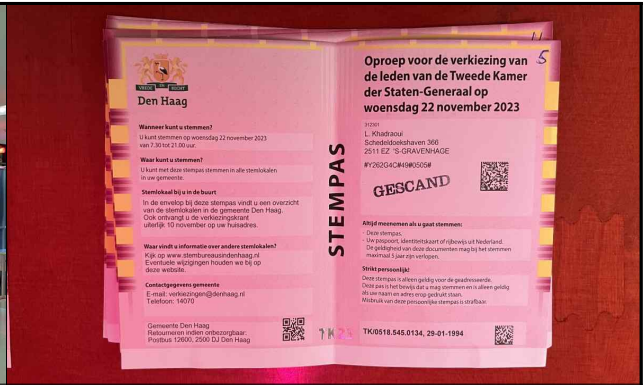 VREDE EN RECHT
Den Haag
Wanneer kunt u stemmen?
U kunt stemmen op woensdag 22 november 2023
van 7.30 tot 21.00 uur.
Waar kunt u stemmen?
U kunt met deze stempas stemmen in alle stemlokalen
in uw gemeente.
Stemlokaal bij u in de buurt
In de envelop bij deze stempas vindt u een overzicht
van de stemlokalen in de gemeente Den Haag.
Ook ontvangt u de verkiezingskrant
uiterlijk 10 november op uw huisadres.
Waar vindt u informatie over andere stemlokalen?
Kijk op www.stembureausindenhaag.nl
Eventuele wijzigingen houden we bij op
deze website.
Contactgegevens gemeente
E-mail: verkiezingen@denhaag.nl
Telefoon: 14070
Gemeente Den Haag
Retourneren indien onbezorgbaar:
Postbus 12600, 2500 DJ Den Haag
STEMPAS
5
Oproep voor de verkiezing van
de leden van de Tweede Kamer
der Staten-Generaal op
woensdag 22 november 2023
312301
L. Khadraoui
Schedeldoekshaven 366
2511 EZ 'S-GRAVENHAGE
#Y262G4C#49#0505#
GESCAND
Altijd meenemen als u gaat stemmen:
- Deze stempas.
- Uw paspoort, identiteitskaart of rijbewijs uit Nederland.
De geldigheid van deze documenten mag bij het stemmen
maximaal 5 jaar zijn verlopen.
Strikt persoonlijk!
Deze stempas is alleen geldig voor de geadresseerde.
Deze pas is het bewijs dat u mag stemmen en is alleen geldig
als uw naam en adres erop gedrukt staan.
Misbruik van deze persoonlijke stempas is strafbaar.
TK/0518.545.0134, 29-01-1994